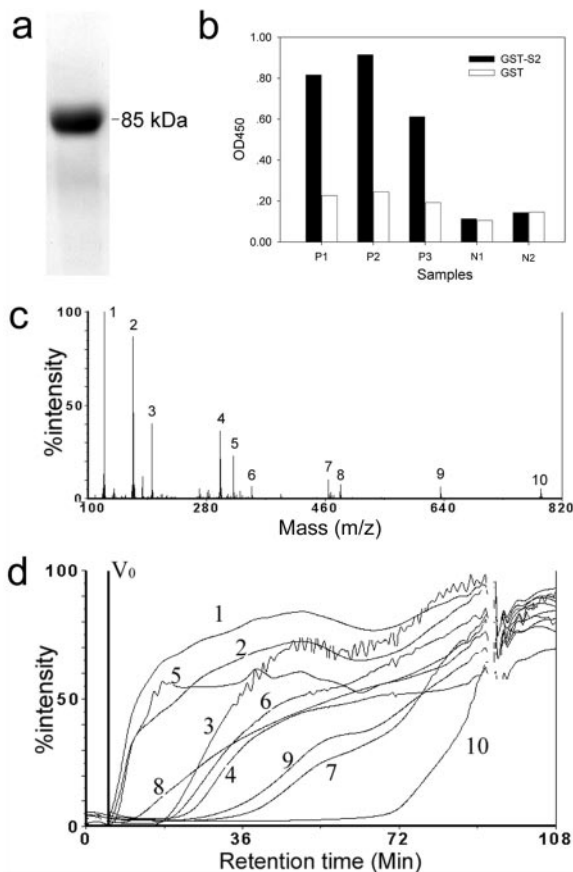 a
85 kDa
b
1.00
.80
.60
.40
.20
0.00
OD450
GST-S2
GST
P1 P2 P3 N1 N2
Samples
c
100
50
0
%intensity
1 2 3 4 5 6 7 8 9 10
100 280 460 640 820
Mass (m/z)
d
V0
100
50
0
%intensity
1 2 5 3 6 8 4 9 7 10
0 36 72 108
Retention time (Min)